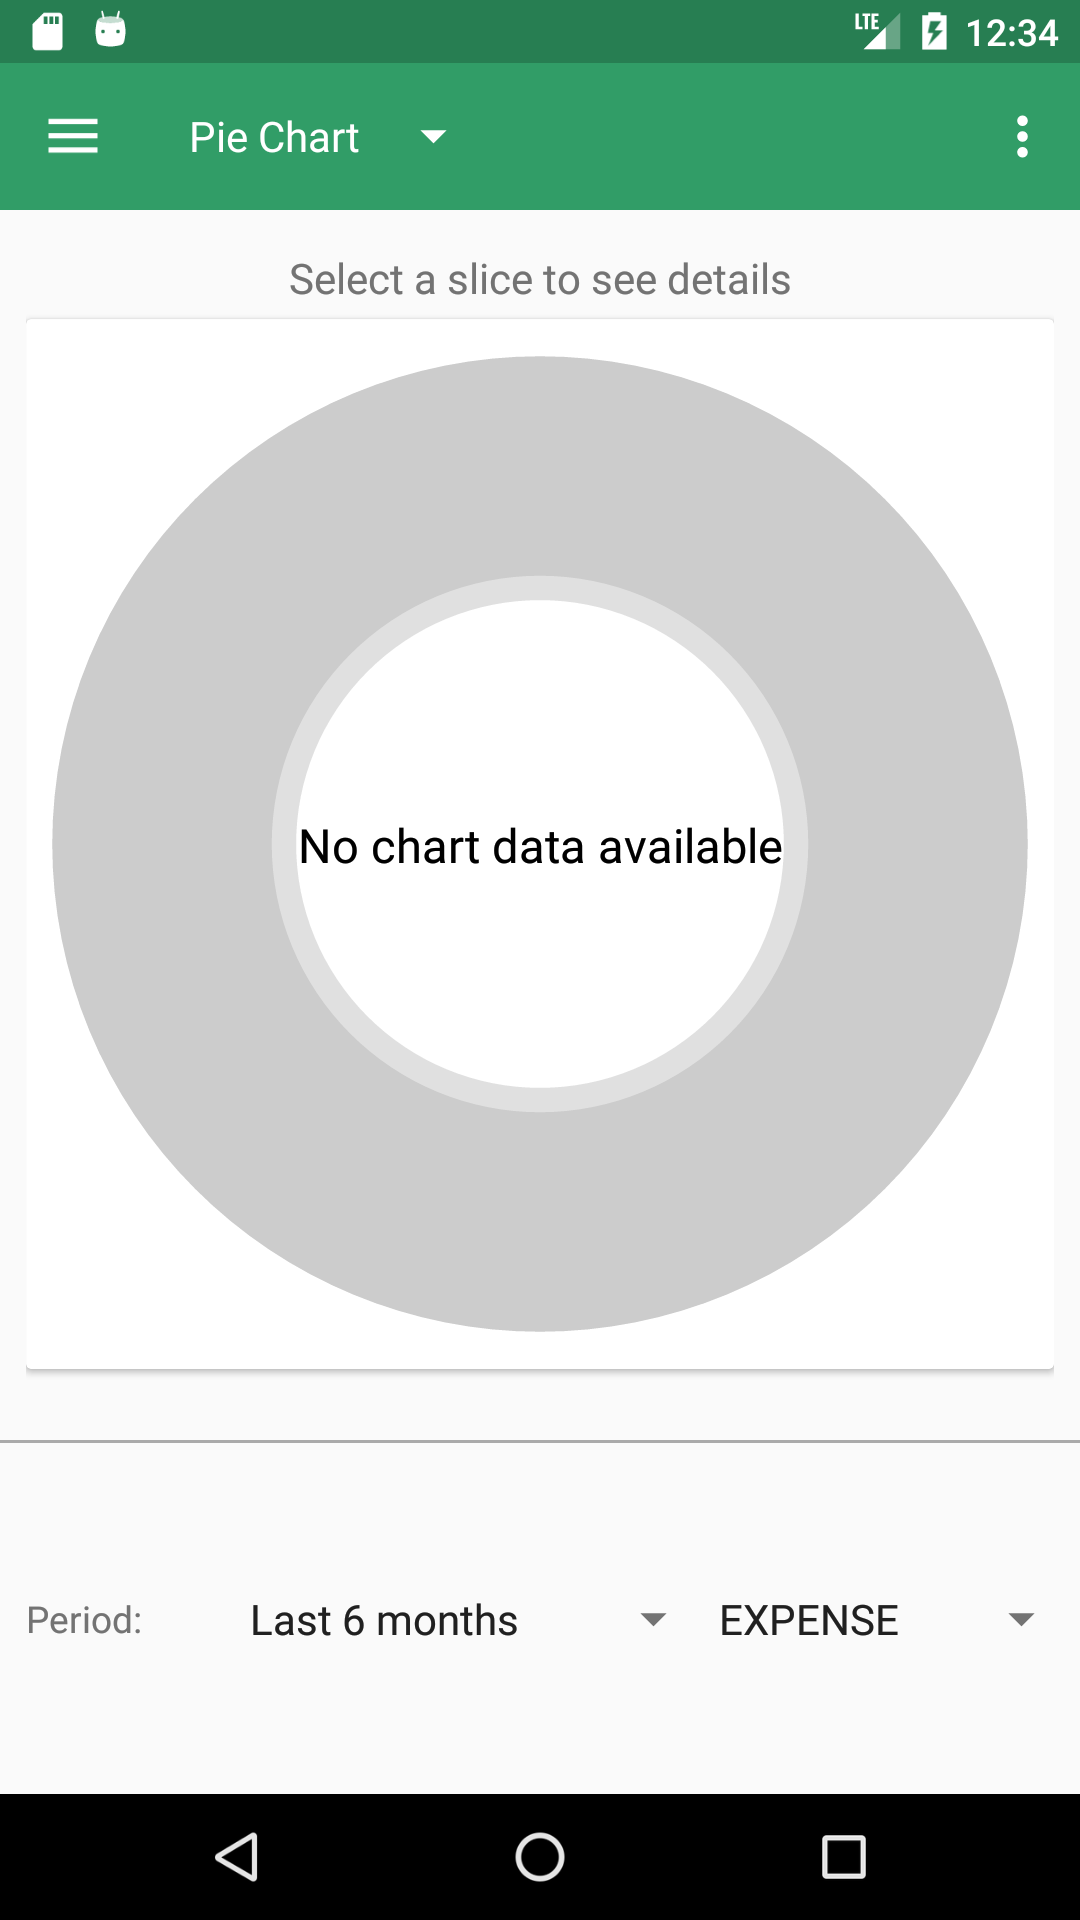 LTE 12:34
Pie Chart
Select a slice to see details
No chart data available
Period: Last 6 months EXPENSE